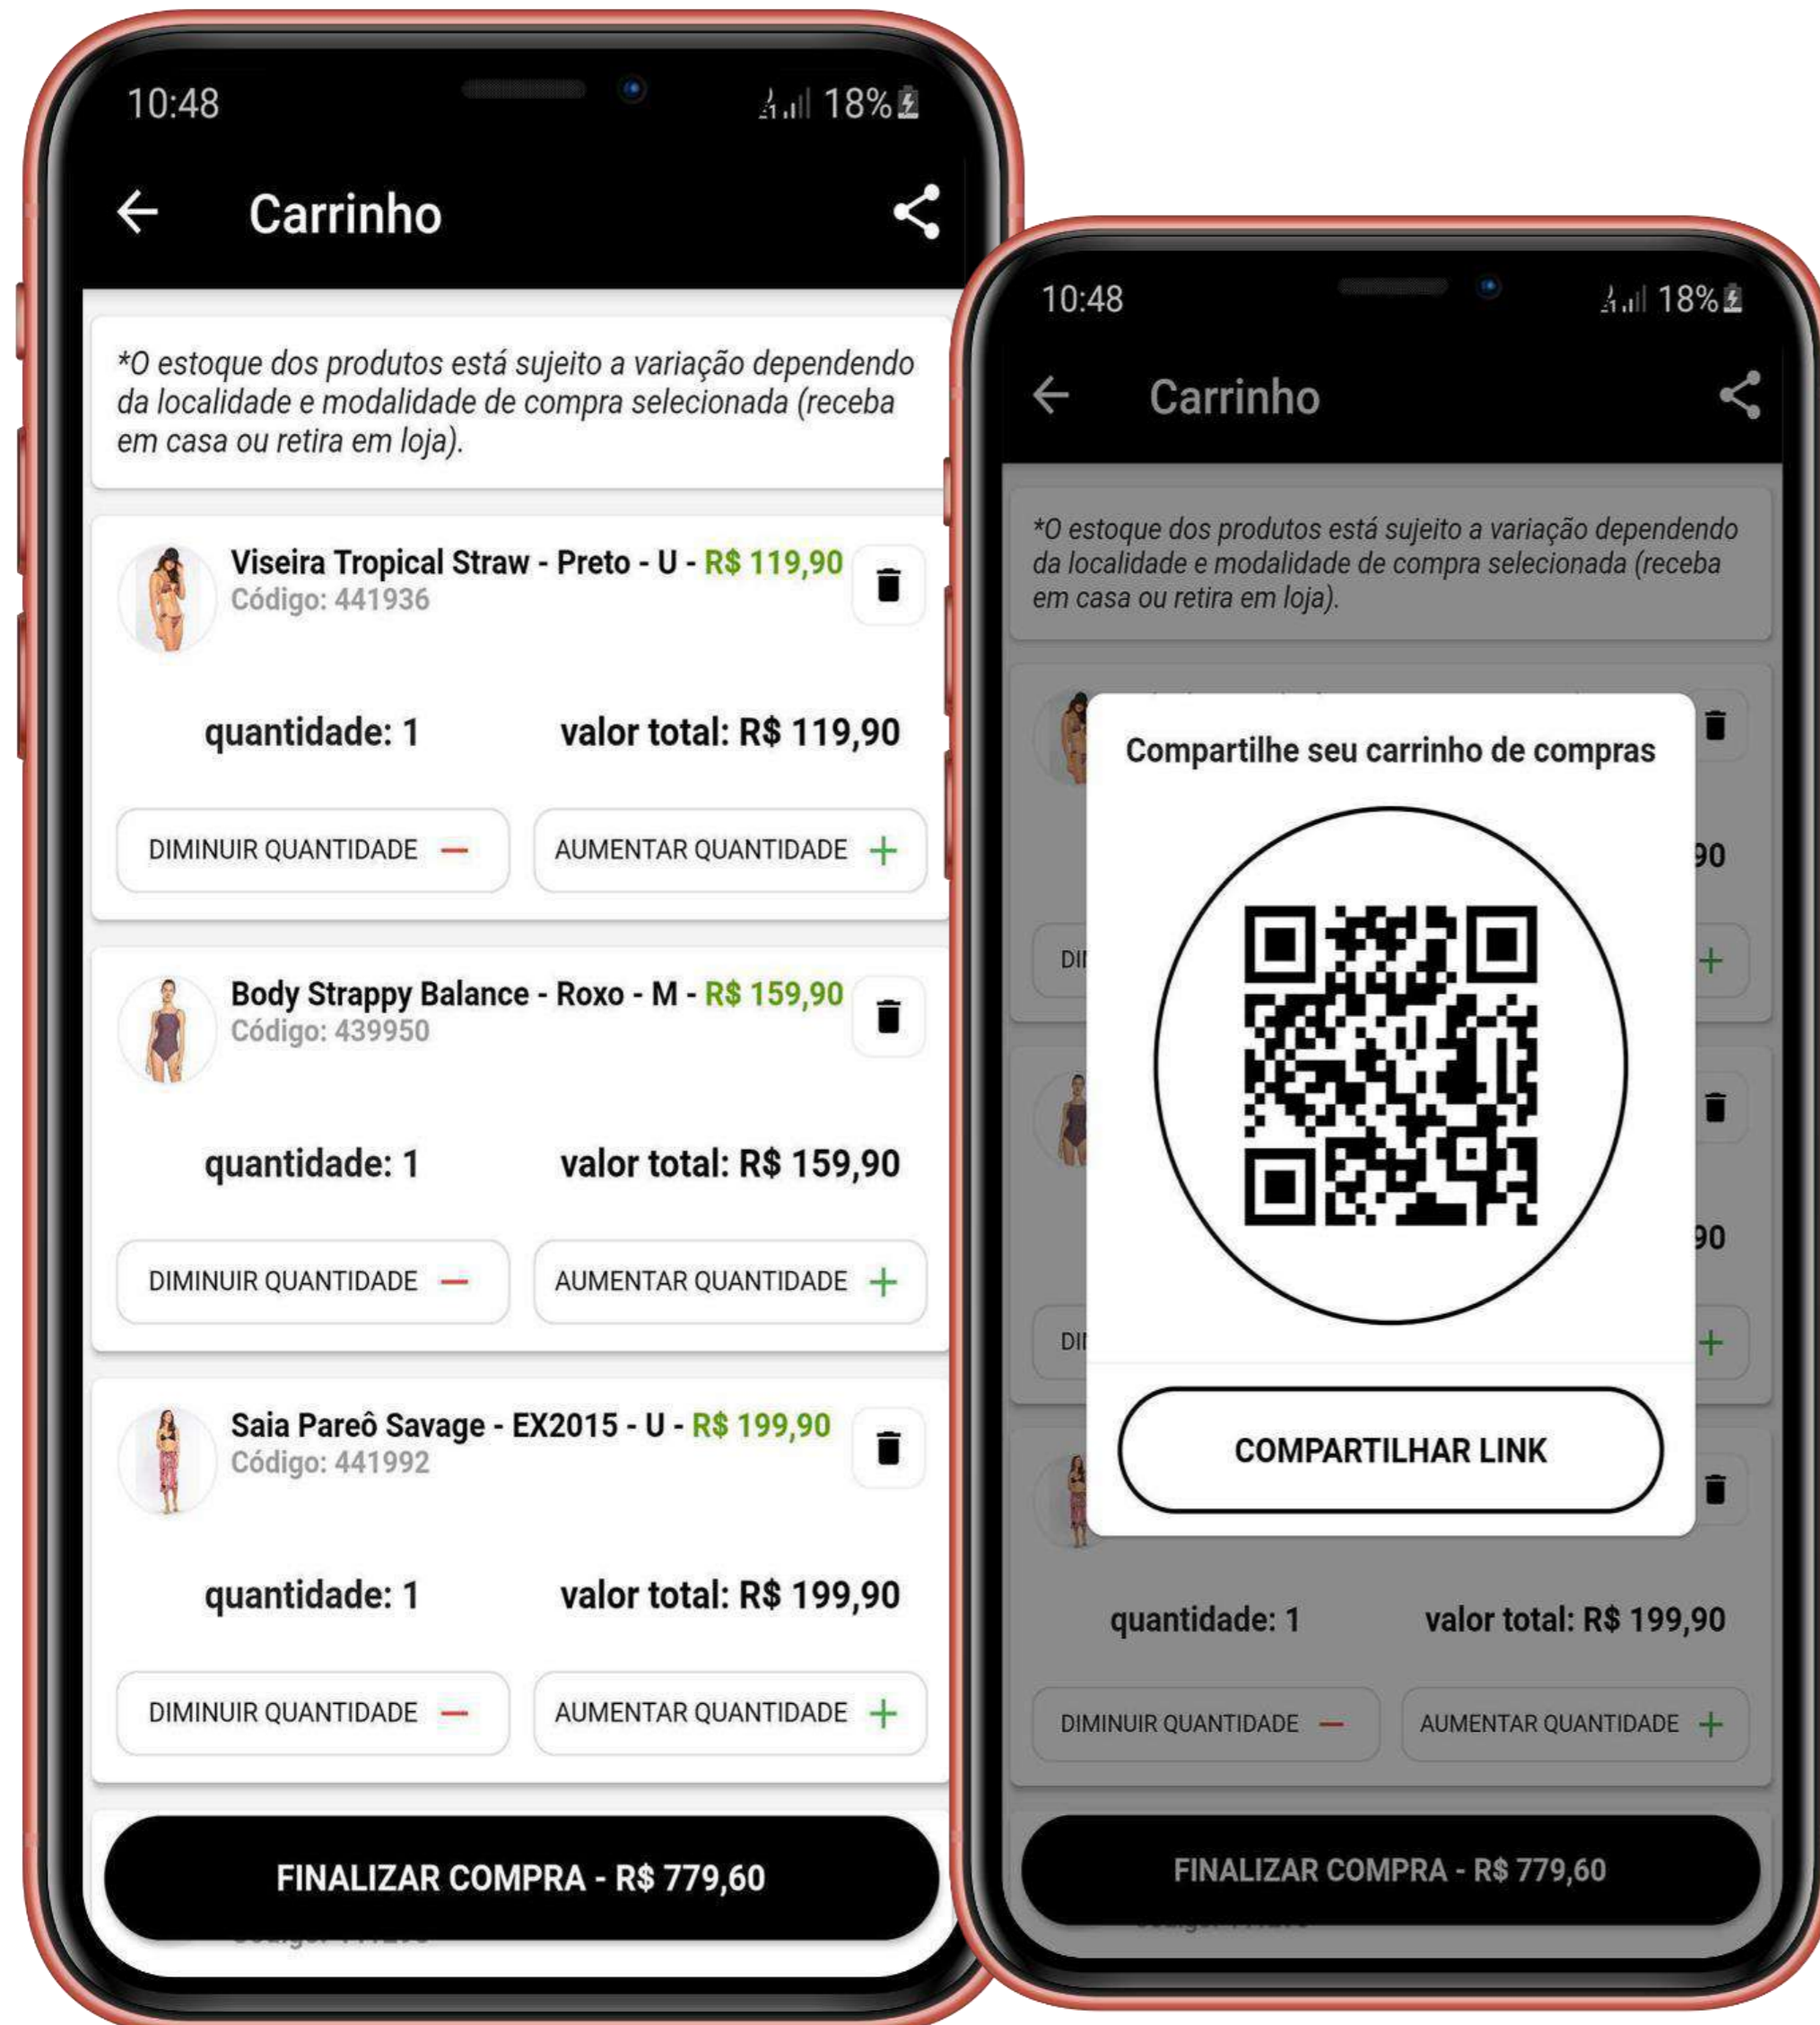 10:48
18%
Carrinho
*O estoque dos produtos está sujeito a variação dependendo
da localidade e modalidade de compra selecionada (receba
em casa ou retira em loja).
Viseira Tropical Straw - Preto - U - R$ 119,90
Código: 441936
quantidade: 1
valor total: R$ 119,90
DIMINUIR QUANTIDADE
AUMENTAR QUANTIDADE
Body Strappy Balance - Roxo - M - R$ 159,90
Código: 439950
quantidade: 1
valor total: R$ 159,90
DIMINUIR QUANTIDADE
AUMENTAR QUANTIDADE
Saia Pareô Savage - EX2015 - U - R$ 199,90
Código: 441992
quantidade: 1
valor total: R$ 199,90
DIMINUIR QUANTIDADE
AUMENTAR QUANTIDADE
FINALIZAR COMPRA - R$ 779,60
10:48
18%
Carrinho
*O estoque dos produtos está sujeito a variação dependendo
da localidade e modalidade de compra selecionada (receba
em casa ou retira em loja).
Compartilhe seu carrinho de compras
90
DI
90
DI
COMPARTILHAR LINK
quantidade: 1
valor total: R$ 199,90
DIMINUIR QUANTIDADE
AUMENTAR QUANTIDADE
FINALIZAR COMPRA - R$ 779,60